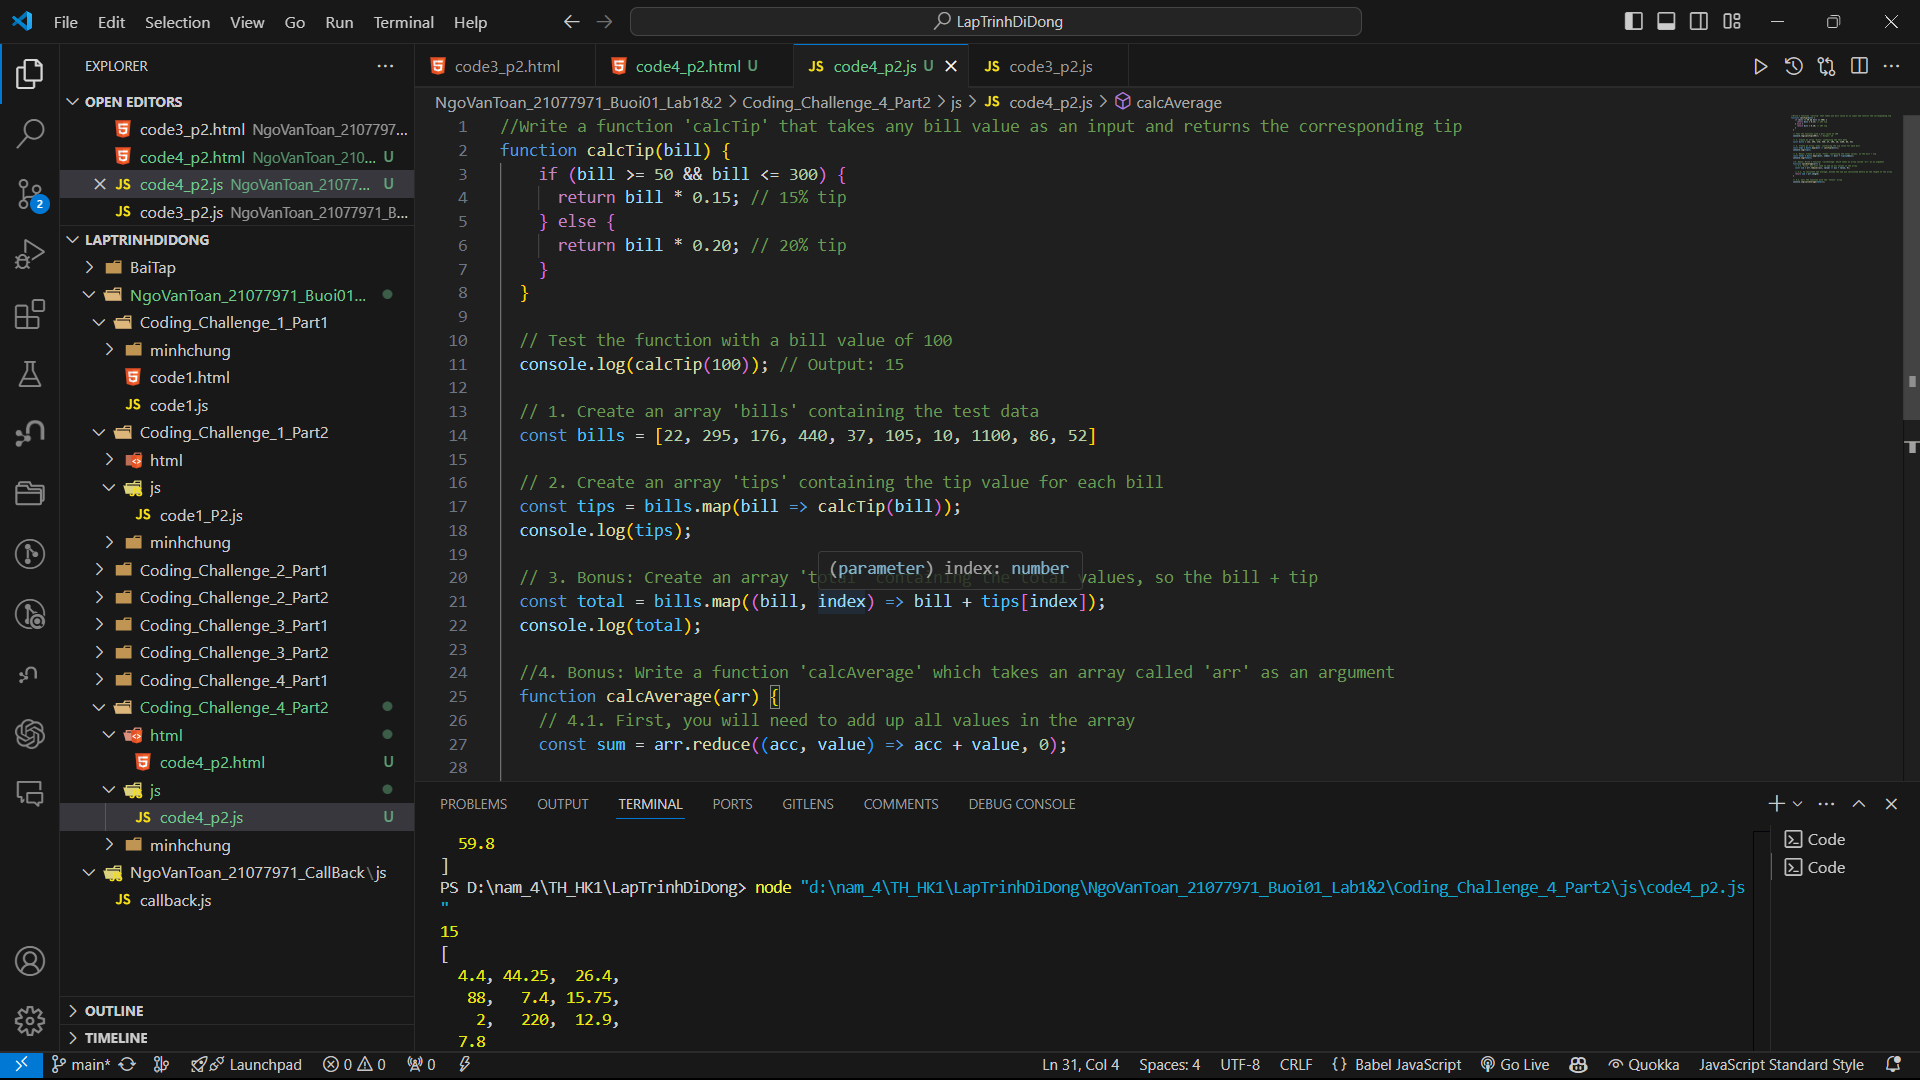 File Edit Selection View Go Run Terminal Help
LapTrinhDiDong
EXPLORER
OPEN EDITORS
code3_p2.html NgoVanToan_2107797...
code4_p2.html NgoVanToan_210... U
JS code4_p2.js NgoVanToan_21077... U
JS code3_p2.js NgoVanToan_21077971_B...
LAPTRINHDIDONG
BaiTap
NgoVanToan_21077971_Buoi01...
Coding_Challenge_1_Part1
minhchung
code1.html
JS code1.js
Coding_Challenge_1_Part2
html
js
JS code1_P2.js
minhchung
Coding_Challenge_2_Part1
Coding_Challenge_2_Part2
Coding_Challenge_3_Part1
Coding_Challenge_3_Part2
Coding_Challenge_4_Part1
Coding_Challenge_4_Part2
html
code4_p2.html U
js
JS code4_p2.js U
minhchung
NgoVanToan_21077971_CallBack\js
JS callback.js
OUTLINE
TIMELINE
2
code3_p2.html code4_p2.html U JS code4_p2.js U JS code3_p2.js
NgoVanToan_21077971_Buoi01_Lab1&2 > Coding_Challenge_4_Part2 > js > JS code4_p2.js > calcAverage
1 //Write a function 'calcTip' that takes any bill value as an input and returns the corresponding tip
2 function calcTip(bill) {
3 if (bill >= 50 && bill <= 300) {
4 return bill * 0.15; // 15% tip
5 } else {
6 return bill * 0.20; // 20% tip
7 }
8 }
9
10 // Test the function with a bill value of 100
11 console.log(calcTip(100)); // Output: 15
12
13 // 1. Create an array 'bills' containing the test data
14 const bills = [22, 295, 176, 440, 37, 105, 10, 1100, 86, 52]
15
16 // 2. Create an array 'tips' containing the tip value for each bill
17 const tips = bills.map(bill => calcTip(bill));
18 console.log(tips);
19
(parameter) index: number
20 // 3. Bonus: Create an array 'total' containing the total values, so the bill + tip
21 const total = bills.map((bill, index) => bill + tips[index]);
22 console.log(total);
23
24 //4. Bonus: Write a function 'calcAverage' which takes an array called 'arr' as an argument
25 function calcAverage(arr) {
26 // 4.1. First, you will need to add up all values in the array
27 const sum = arr.reduce((acc, value) => acc + value, 0);
28
PROBLEMS OUTPUT TERMINAL PORTS GITLENS COMMENTS DEBUG CONSOLE
59.8
]
PS D:\nam_4\TH_HK1\LapTrinhDiDong> node "d:\nam_4\TH_HK1\LapTrinhDiDong\NgoVanToan_21077971_Buoi01_Lab1&2\Coding_Challenge_4_Part2\js\code4_p2.js
"
15
[
4.4, 44.25, 26.4,
88, 7.4, 15.75,
2, 220, 12.9,
7.8
Code
Code
main* Launchpad 0 0 0 Ln 31, Col 4 Spaces: 4 UTF-8 CRLF {} Babel JavaScript Go Live Quokka JavaScript Standard Style